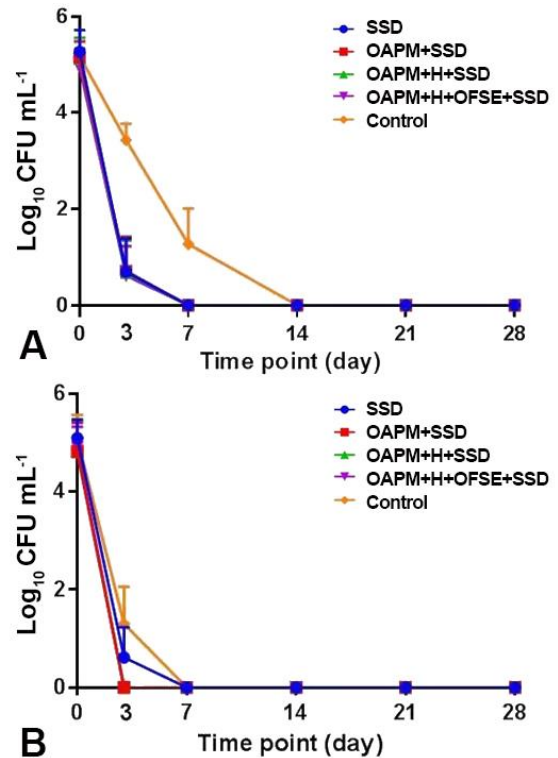 6
4
2
0
Log10 CFU mL-1
SSD
OAPM+SSD
OAPM+H+SSD
OAPM+H+OFSE+SSD
Control
0 3 7 14 21 28
Time point (day)
A
6
4
2
0
Log10 CFU mL-1
SSD
OAPM+SSD
OAPM+H+SSD
OAPM+H+OFSE+SSD
Control
0 3 7 14 21 28
Time point (day)
B